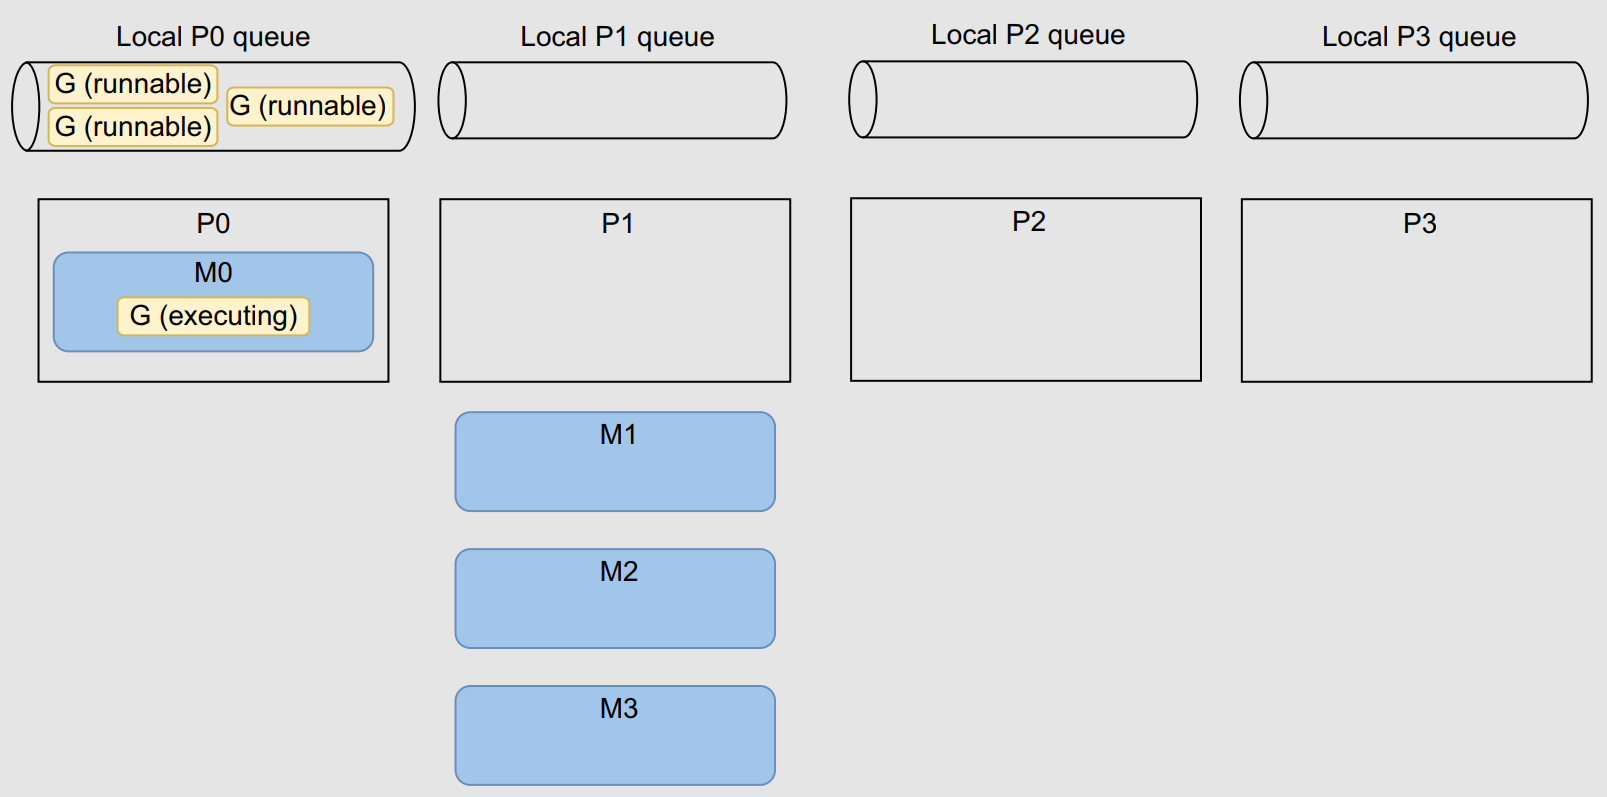 Local P0 queue
Local P1 queue
Local P2 queue
Local P3 queue
G (runnable)
G (runnable)
G (runnable)
P0
P1
P2
P3
M0
G (executing)
M1
M2
M3